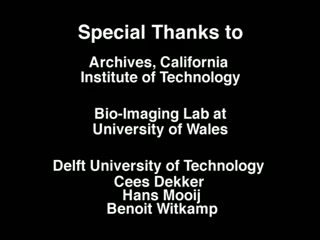 Special Thanks to
Archives, California
Institute of Technology
Bio-Imaging Lab at
University of Wales
Delft University of Technology
Cees Dekker
Hans Mooij
Benoit Witkamp